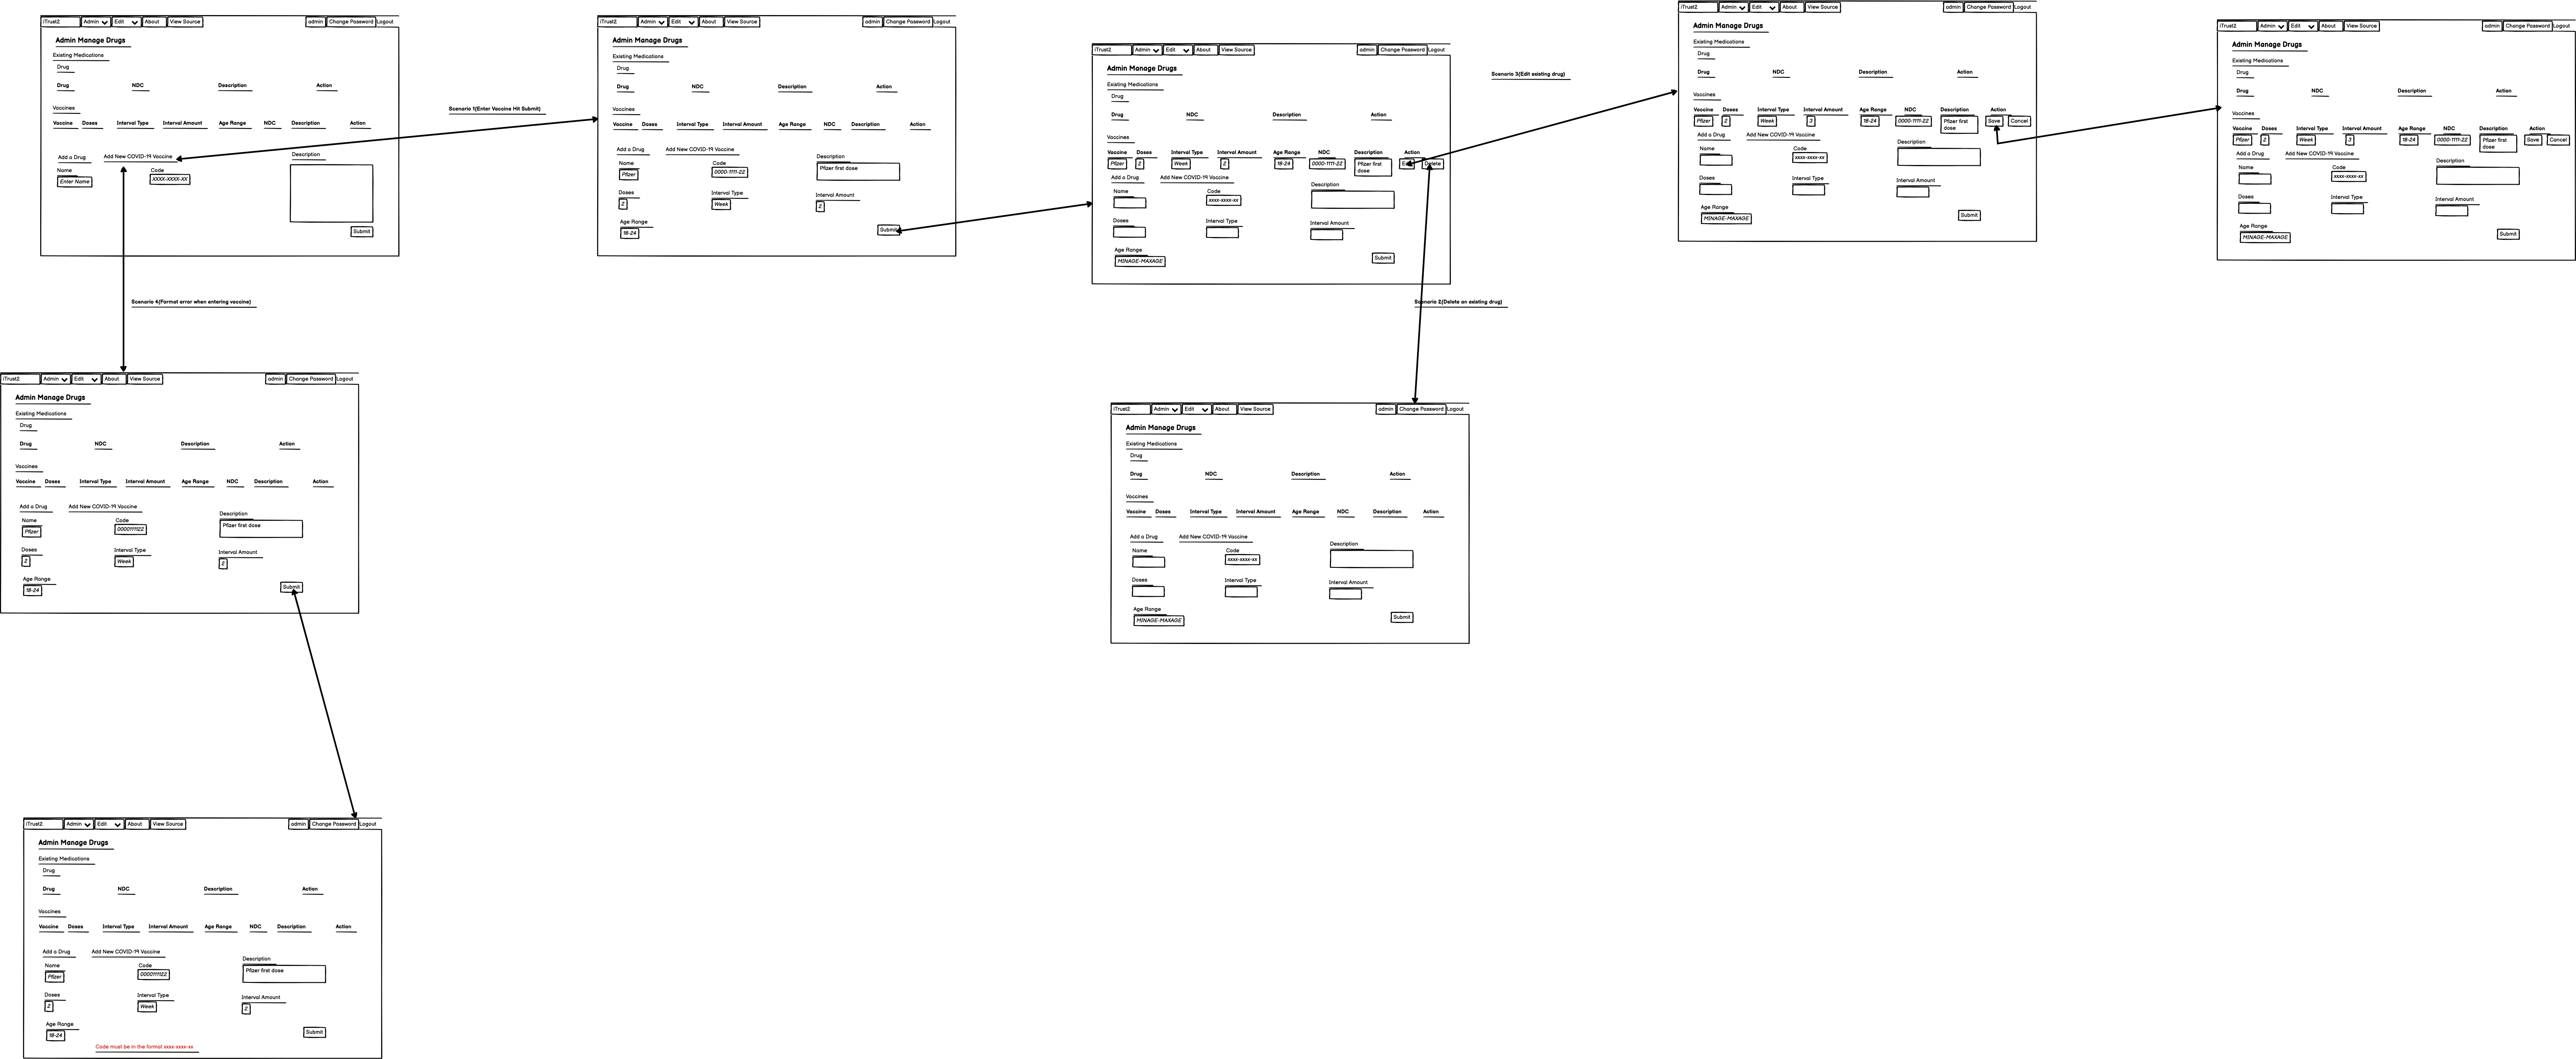 iTrust2 Admin Edit About View Source admin Change Password Logout
Admin Manage Drugs
Existing Medications
Drug
Drug NDC Description Action
Vaccines
Vaccine Doses Interval Type Interval Amount Age Range NDC Description Action
Add a Drug Add New COVID-19 Vaccine Description
Name Code
Enter Name XXXX-XXXX-XX
Submit
Scenario 1(Enter Vaccine Hit Submit)
iTrust2 Admin Edit About View Source admin Change Password Logout
Admin Manage Drugs
Existing Medications
Drug
Drug NDC Description Action
Vaccines
Vaccine Doses Interval Type Interval Amount Age Range NDC Description Action
Add a Drug Add New COVID-19 Vaccine
Name Code Description
Pfizer 0000-1111-22 Pfizer first dose
Doses Interval Type Interval Amount
2 Week 2
Age Range
18-24
Submit
iTrust2 Admin Edit About View Source admin Change Password Logout
Admin Manage Drugs
Existing Medications
Drug
Drug NDC Description Action
Vaccines
Vaccine Doses Interval Type Interval Amount Age Range NDC Description Action
Pfizer 2 Week 2 18-24 0000-1111-22 Pfizer first Delete
dose
Add a Drug Add New COVID-19 Vaccine
Name Code Description
xxxx-xxxx-xx
Doses Interval Type Interval Amount
Age Range
MINAGE-MAXAGE
Submit
Scenario 3(Edit existing drug)
iTrust2 Admin Edit About View Source admin Change Password Logout
Admin Manage Drugs
Existing Medications
Drug
Drug NDC Description Action
Vaccines
Vaccine Doses Interval Type Interval Amount Age Range NDC Description Action
Pfizer 2 Week 3 18-24 0000-1111-22 Pfizer first Save Cancel
dose
Add a Drug Add New COVID-19 Vaccine
Name Code Description
xxxx-xxxx-xx
Doses Interval Type Interval Amount
Age Range
MINAGE-MAXAGE
Submit
iTrust2 Admin Edit About View Source admin Change Password Logout
Admin Manage Drugs
Existing Medications
Drug
Drug NDC Description Action
Vaccines
Vaccine Doses Interval Type Interval Amount Age Range NDC Description Action
Pfizer 2 Week 3 18-24 0000-1111-22 Pfizer first Save Cancel
dose
Add a Drug Add New COVID-19 Vaccine
Name Code Description
xxxx-xxxx-xx
Doses Interval Type Interval Amount
Age Range
MINAGE-MAXAGE
Submit
Scenario 4(Format error when entering vaccine)
Scenario 2(Delete an existing drug)
iTrust2 Admin Edit About View Source admin Change Password Logout
Admin Manage Drugs
Existing Medications
Drug
Drug NDC Description Action
Vaccines
Vaccine Doses Interval Type Interval Amount Age Range NDC Description Action
Add a Drug Add New COVID-19 Vaccine
Name Code Description
Pfizer 0000111122 Pfizer first dose
Doses Interval Type Interval Amount
2 Week 2
Age Range
18-24
Submit
iTrust2 Admin Edit About View Source admin Change Password Logout
Admin Manage Drugs
Existing Medications
Drug
Drug NDC Description Action
Vaccines
Vaccine Doses Interval Type Interval Amount Age Range NDC Description Action
Add a Drug Add New COVID-19 Vaccine
Name Code Description
xxxx-xxxx-xx
Doses Interval Type Interval Amount
Age Range
MINAGE-MAXAGE
Submit
iTrust2 Admin Edit About View Source admin Change Password Logout
Admin Manage Drugs
Existing Medications
Drug
Drug NDC Description Action
Vaccines
Vaccine Doses Interval Type Interval Amount Age Range NDC Description Action
Add a Drug Add New COVID-19 Vaccine
Name Code Description
Pfizer 0000111122 Pfizer first dose
Doses Interval Type Interval Amount
2 Week 2
Age Range
18-24
Submit
Code must be in the format xxxx-xxxx-xx